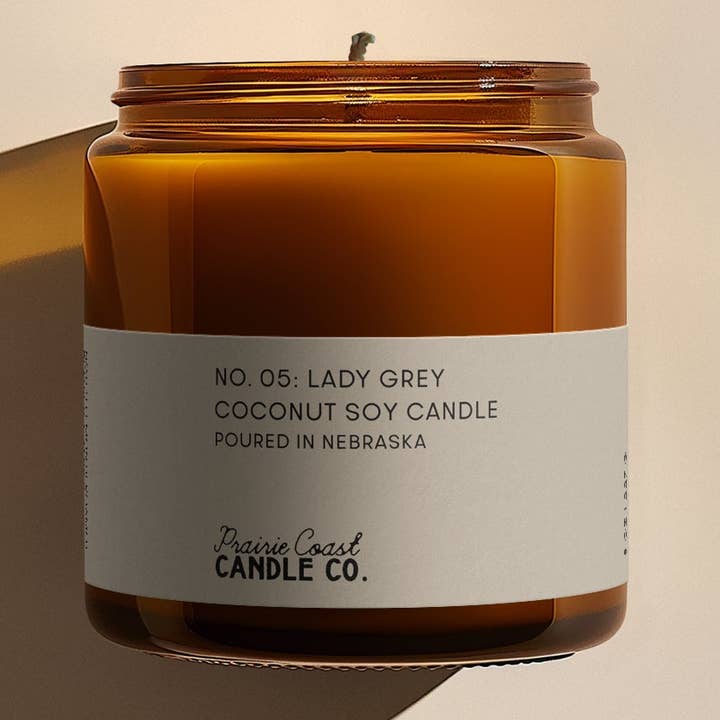 NO. 05: LADY GREY
COCONUT SOY CANDLE
POURED IN NEBRASKA
Prairie Coast
CANDLE CO.